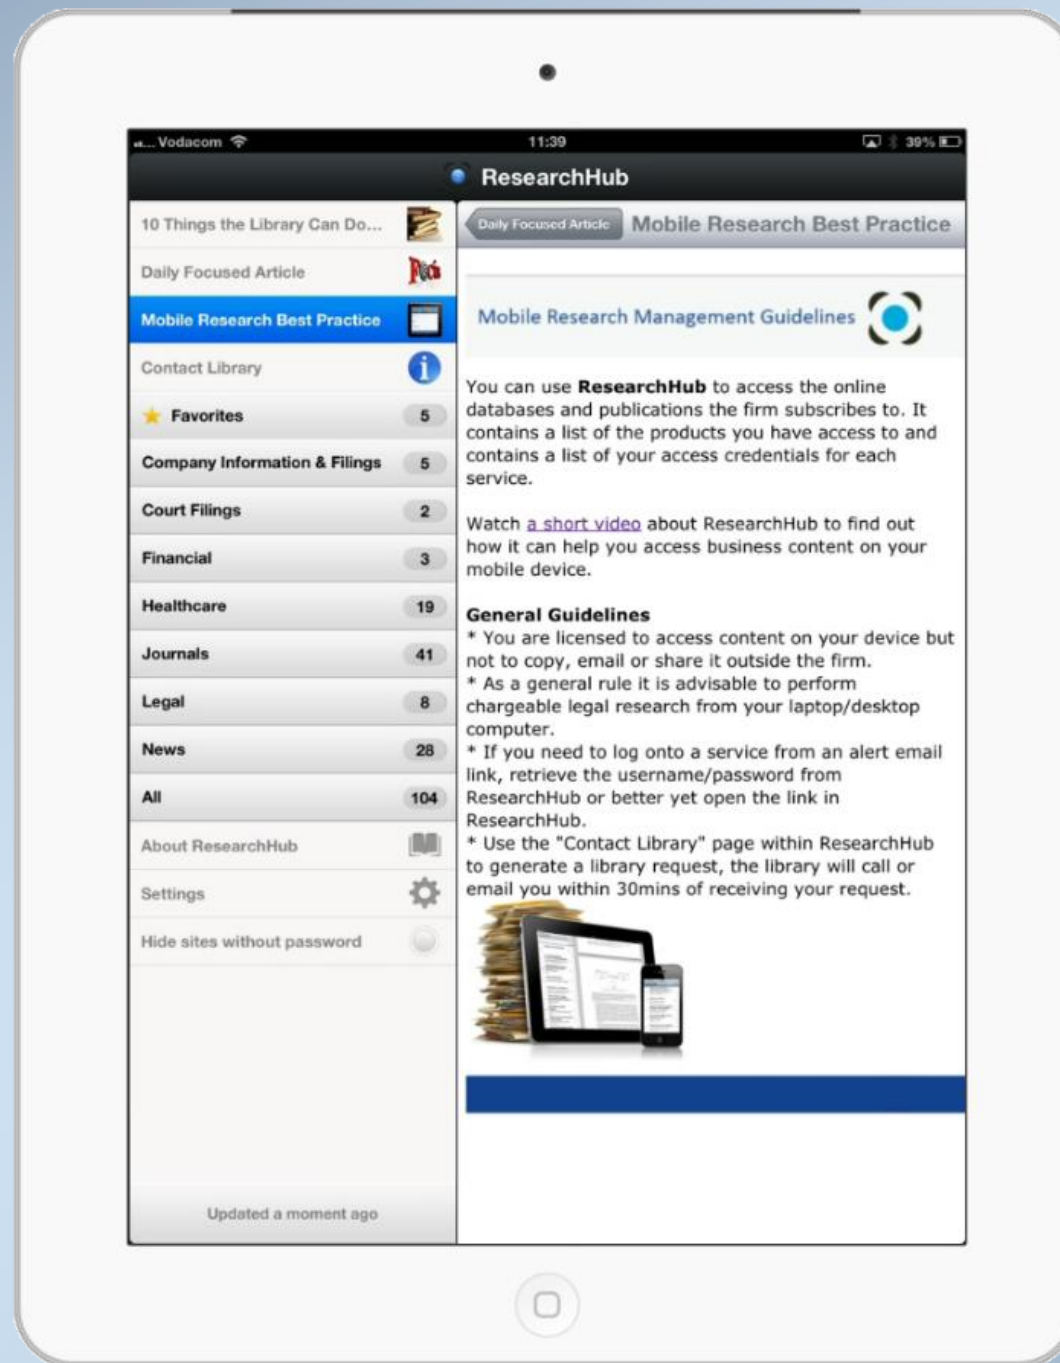 Vodacom 11:39 39%
ResearchHub
10 Things the Library Can Do...
Daily Focused Article
Mobile Research Best Practice
Contact Library
Favorites 5
Company Information & Filings 5
Court Filings 2
Financial 3
Healthcare 19
Journals 41
Legal 8
News 28
All 104
About ResearchHub
Settings
Hide sites without password
Updated a moment ago
Daily Focused Article Mobile Research Best Practice
Mobile Research Management Guidelines
You can use ResearchHub to access the online
databases and publications the firm subscribes to. It
contains a list of the products you have access to and
contains a list of your access credentials for each
service.
Watch a short video about ResearchHub to find out
how it can help you access business content on your
mobile device.
General Guidelines
* You are licensed to access content on your device but
not to copy, email or share it outside the firm.
* As a general rule it is advisable to perform
chargeable legal research from your laptop/desktop
computer.
* If you need to log onto a service from an alert email
link, retrieve the username/password from
ResearchHub or better yet open the link in
ResearchHub.
* Use the "Contact Library" page within ResearchHub
to generate a library request, the library will call or
email you within 30mins of receiving your request.